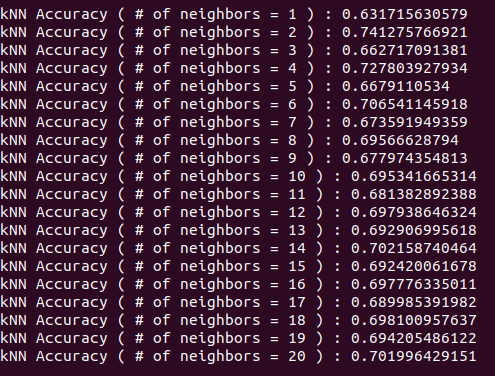 kNN Accuracy ( # of neighbors = 1 ) : 0.631715630579
kNN Accuracy ( # of neighbors = 2 ) : 0.741275766921
kNN Accuracy ( # of neighbors = 3 ) : 0.662717091381
kNN Accuracy ( # of neighbors = 4 ) : 0.727803927934
kNN Accuracy ( # of neighbors = 5 ) : 0.6679110534
kNN Accuracy ( # of neighbors = 6 ) : 0.706541145918
kNN Accuracy ( # of neighbors = 7 ) : 0.673591949359
kNN Accuracy ( # of neighbors = 8 ) : 0.69566628794
kNN Accuracy ( # of neighbors = 9 ) : 0.677974354813
kNN Accuracy ( # of neighbors = 10 ) : 0.695341665314
kNN Accuracy ( # of neighbors = 11 ) : 0.681382892388
kNN Accuracy ( # of neighbors = 12 ) : 0.697938646324
kNN Accuracy ( # of neighbors = 13 ) : 0.692906995618
kNN Accuracy ( # of neighbors = 14 ) : 0.702158740464
kNN Accuracy ( # of neighbors = 15 ) : 0.692420061678
kNN Accuracy ( # of neighbors = 16 ) : 0.697776335011
kNN Accuracy ( # of neighbors = 17 ) : 0.689985391982
kNN Accuracy ( # of neighbors = 18 ) : 0.698100957637
kNN Accuracy ( # of neighbors = 19 ) : 0.694205486122
kNN Accuracy ( # of neighbors = 20 ) : 0.701996429151